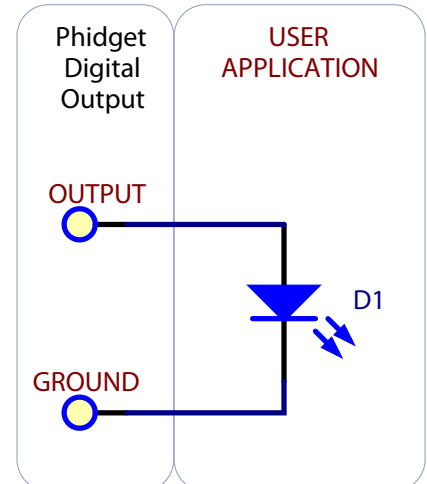 Phidget
Digital
Output
USER
APPLICATION
OUTPUT
D1
GROUND